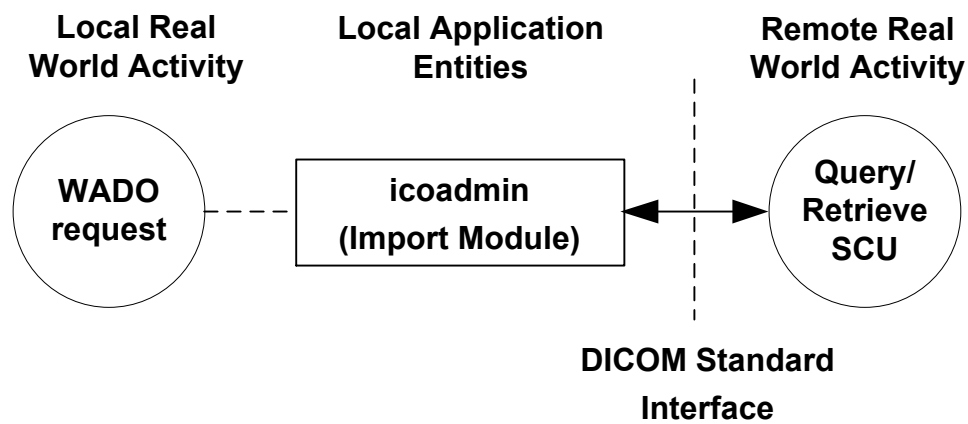 Local Real
World Activity
Local Application
Entities
Remote Real
World Activity
WADO
request
icoadmin
(Import Module)
Query/
Retrieve
SCU
DICOM Standard
Interface